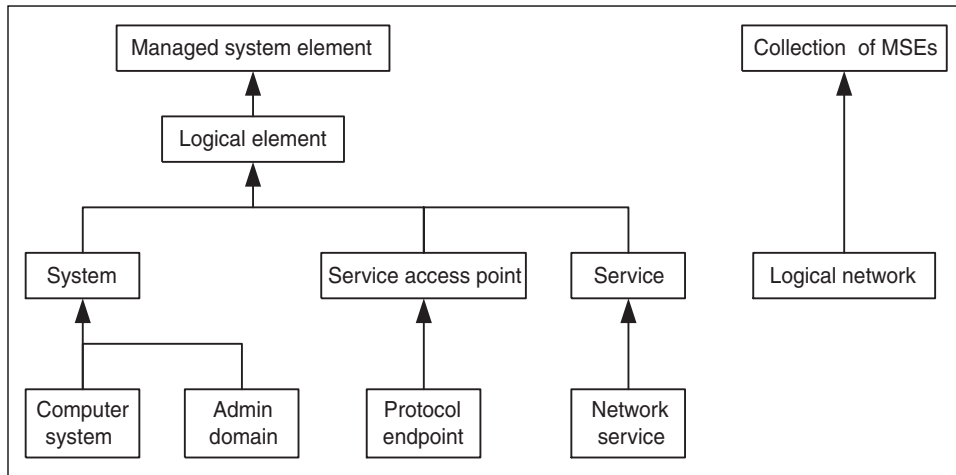 Managed system element
Collection of MSEs
Logical element
System
Service access point
Service
Logical network
Computer
system
Admin
domain
Protocol
endpoint
Network
service